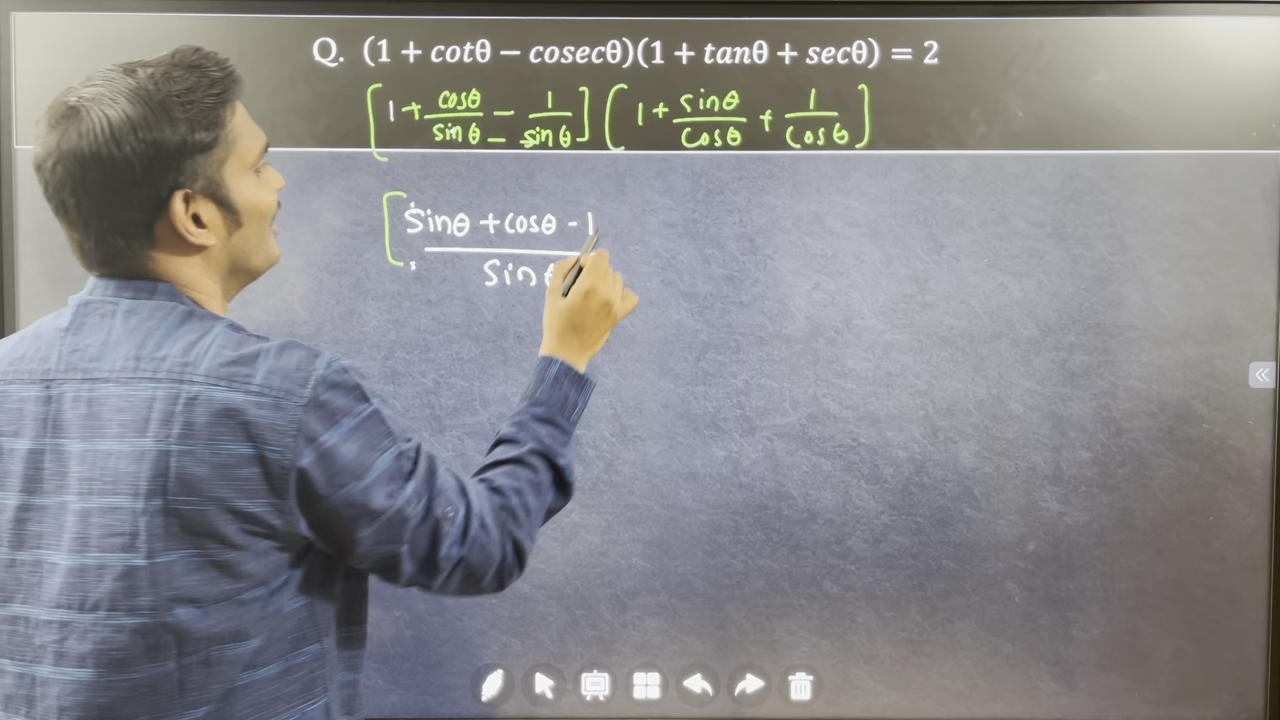 Q. (1 + cotθ − cosecθ)(1 + tanθ + secθ) = 2
[1 + cosθ/sinθ − 1/sinθ] (1 + sinθ/cosθ + 1/cosθ]
[sinθ + cosθ - 1
sinθ